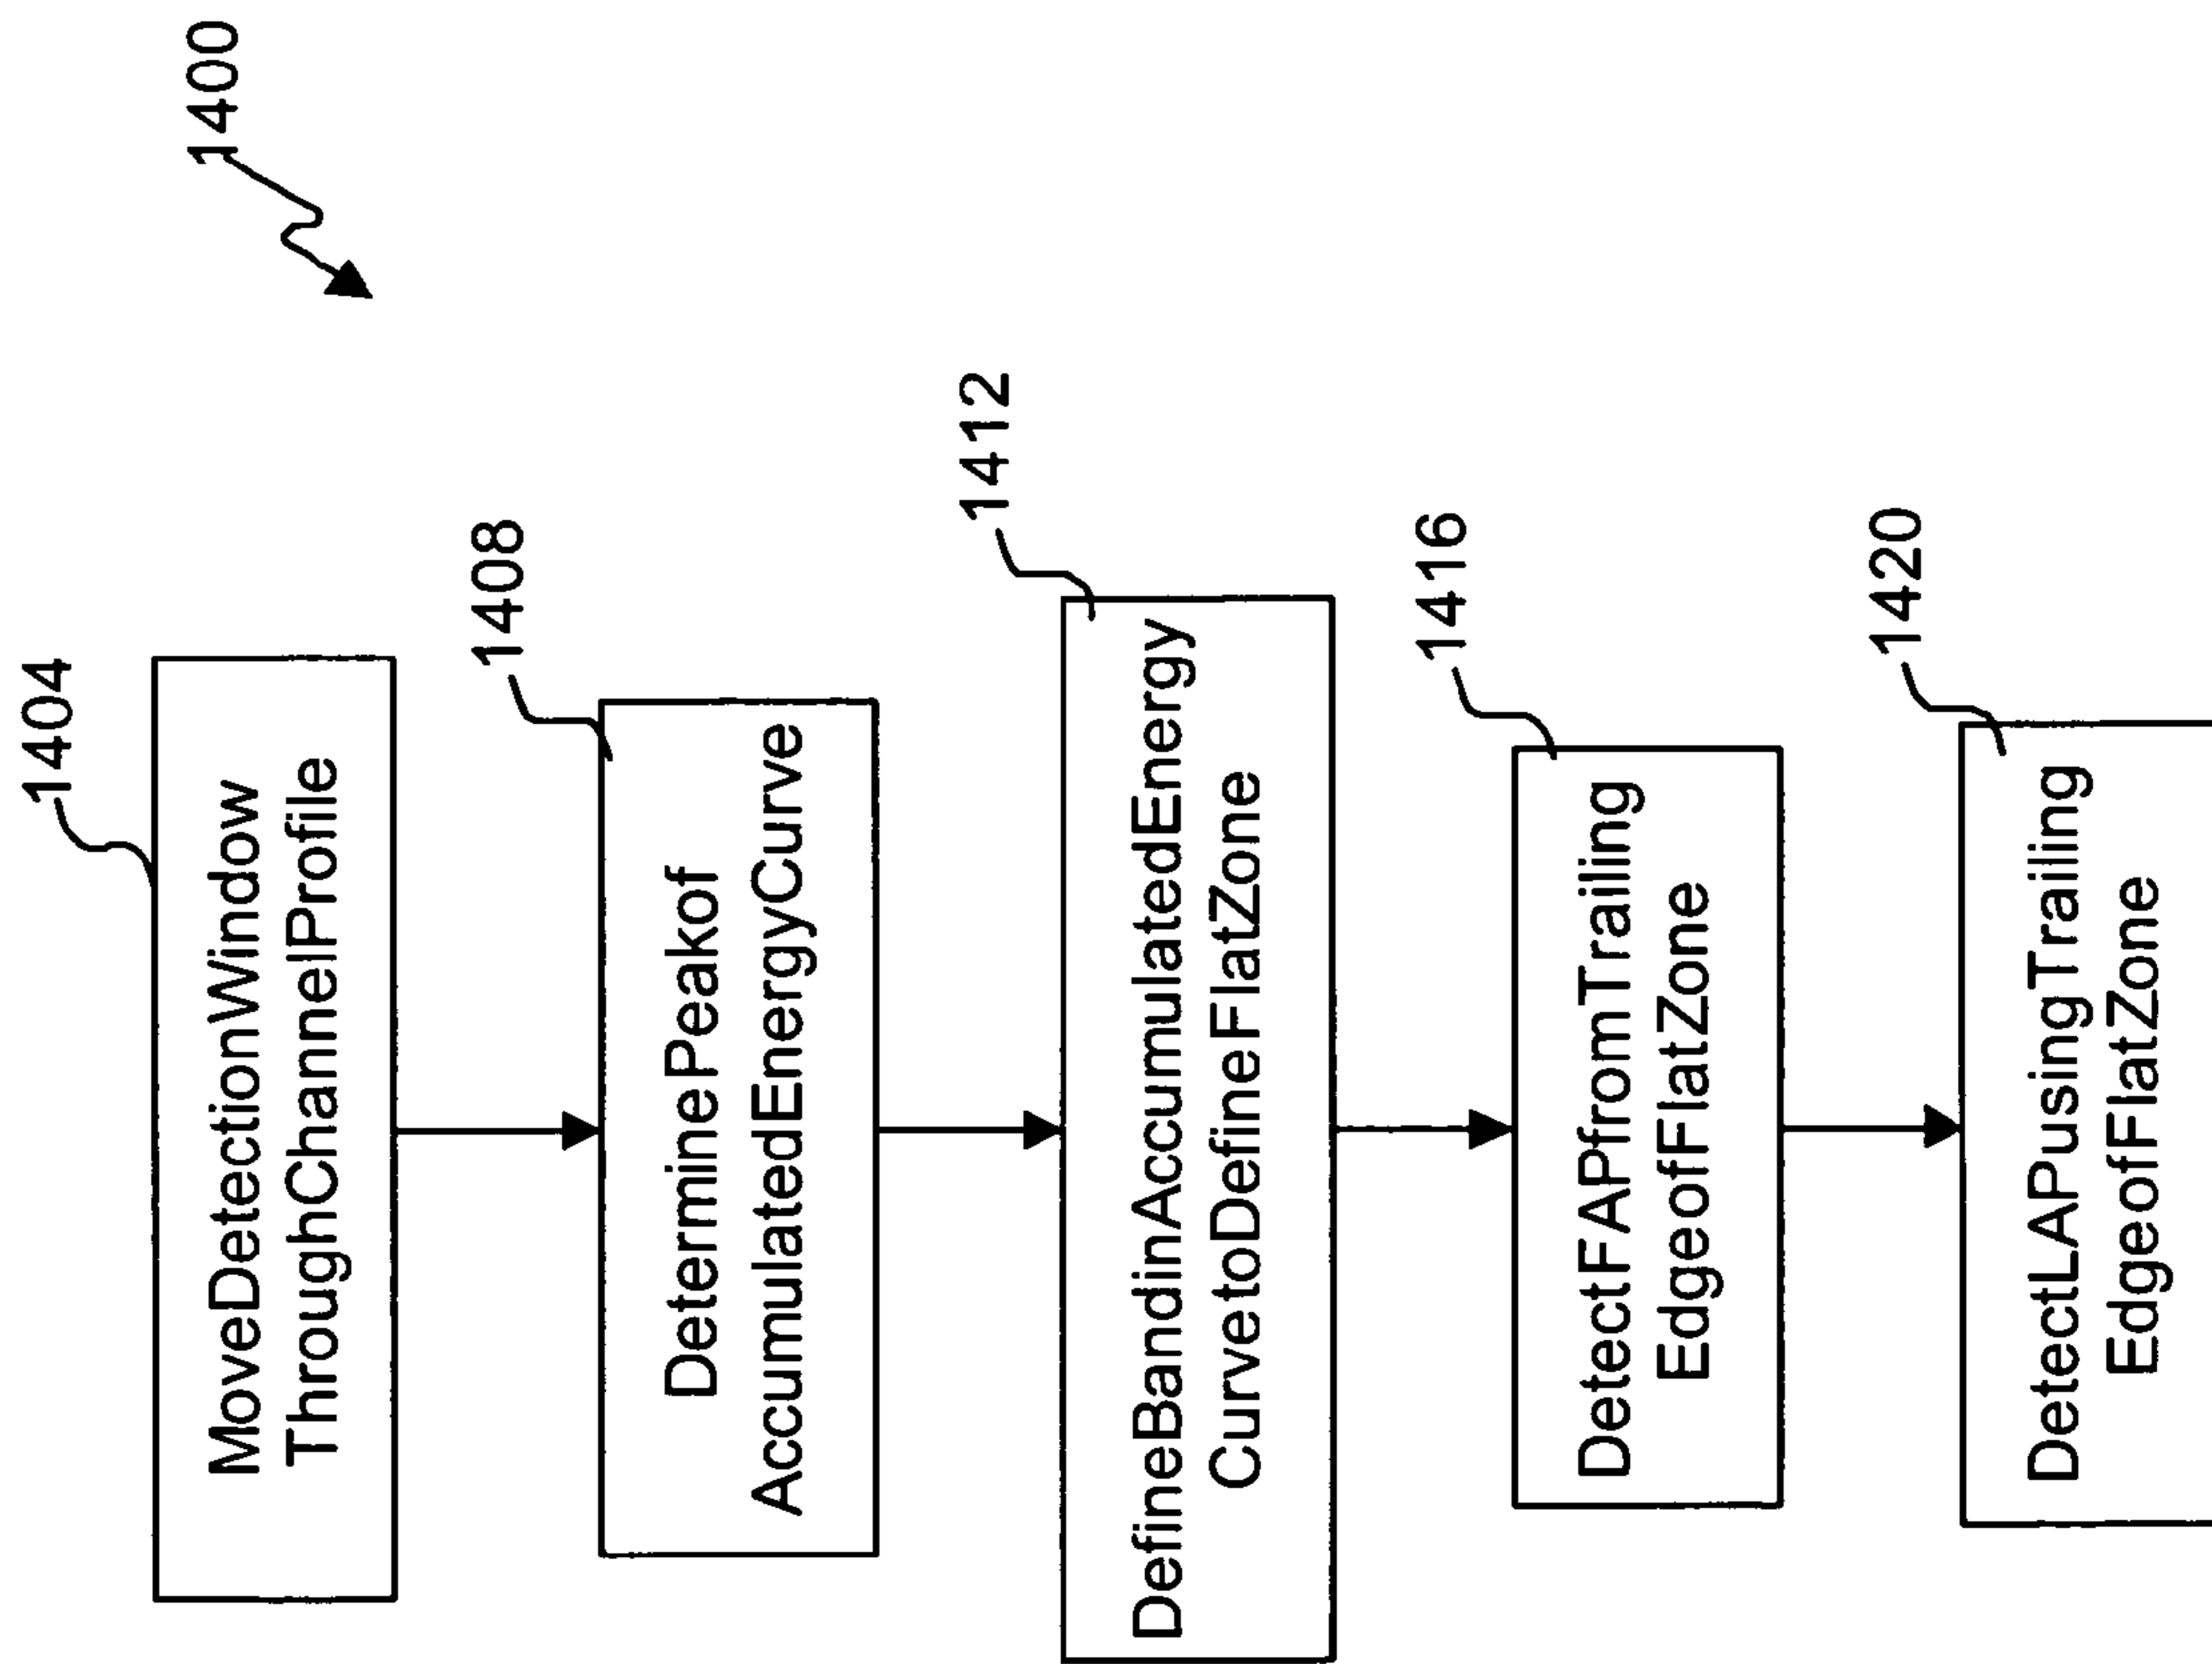 1400
1404
MoveDetectionWindow
ThroughChannelProfile
1408
DeterminePeakof
AccumulatedEnergyCurve
1412
DefineBandinAccumulatedEnergy
CurvetoDefineFlatZone
1416
DetectFAPfromTrailing
EdgeofFlatZone
1420
DetectLAPusingTrailing
EdgeofFlatZone